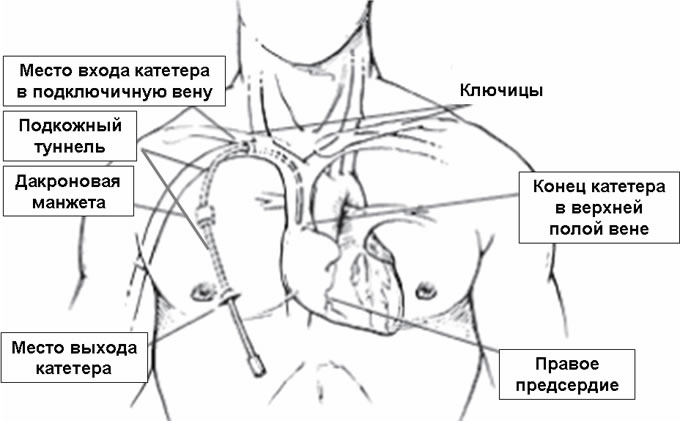 Место входа катетера
в подключичную вену
Ключицы
Подкожный
туннель
Дакроновая
манжета
Конец катетера
в верхней
полой вене
Место выхода
катетера
Правое
предсердие